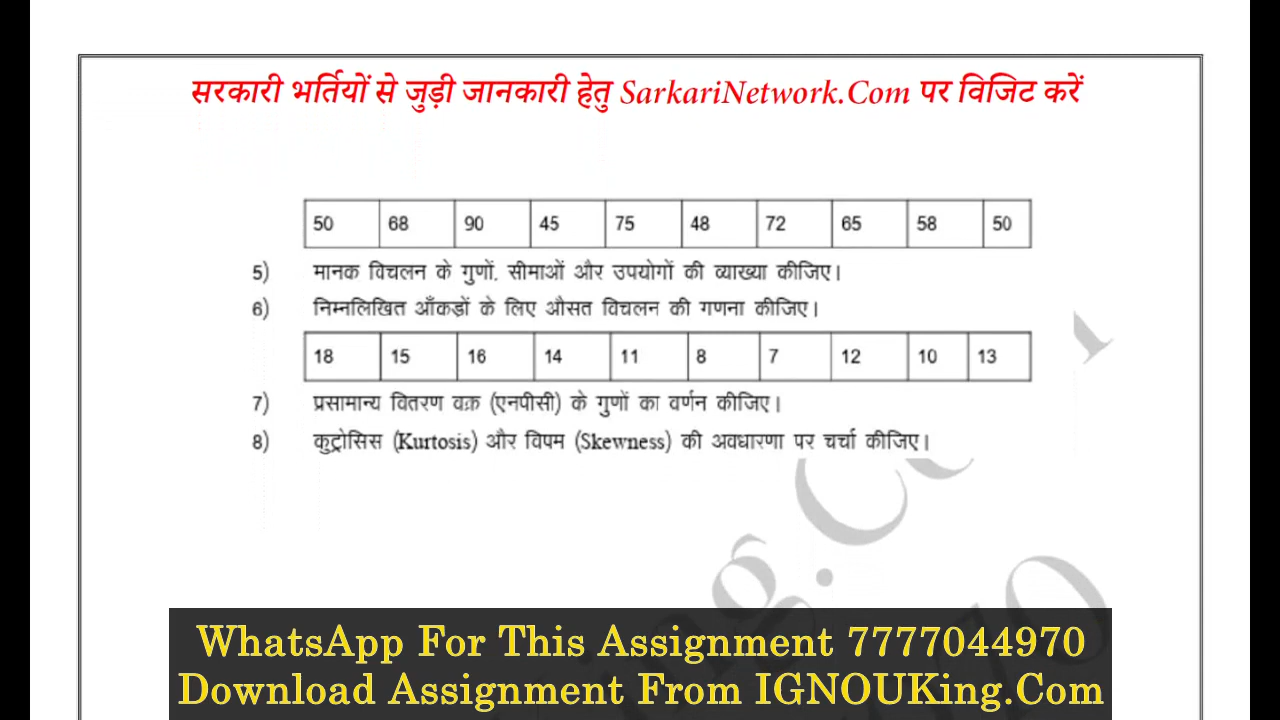 सरकारी भर्तियों से जुड़ी जानकारी हेतु SarkariNetwork.Com पर विजिट करें
50 68 90 45 75 48 72 65 58 50
5) मानक विचलन के गुणों, सीमाओं और उपयोगों की व्याख्या कीजिए।
6) निम्नलिखित आँकड़ों के लिए औसत विचलन की गणना कीजिए।
18 15 16 14 11 8 7 12 10 13
7) प्रसामान्य वितरण वक्र (एनपीसी) के गुणों का वर्णन कीजिए।
8) कुट्रोसिस (Kurtosis) और विषम (Skewness) की अवधारणा पर चर्चा कीजिए।
WhatsApp For This Assignment 7777044970
Download Assignment From IGNOUKing.Com